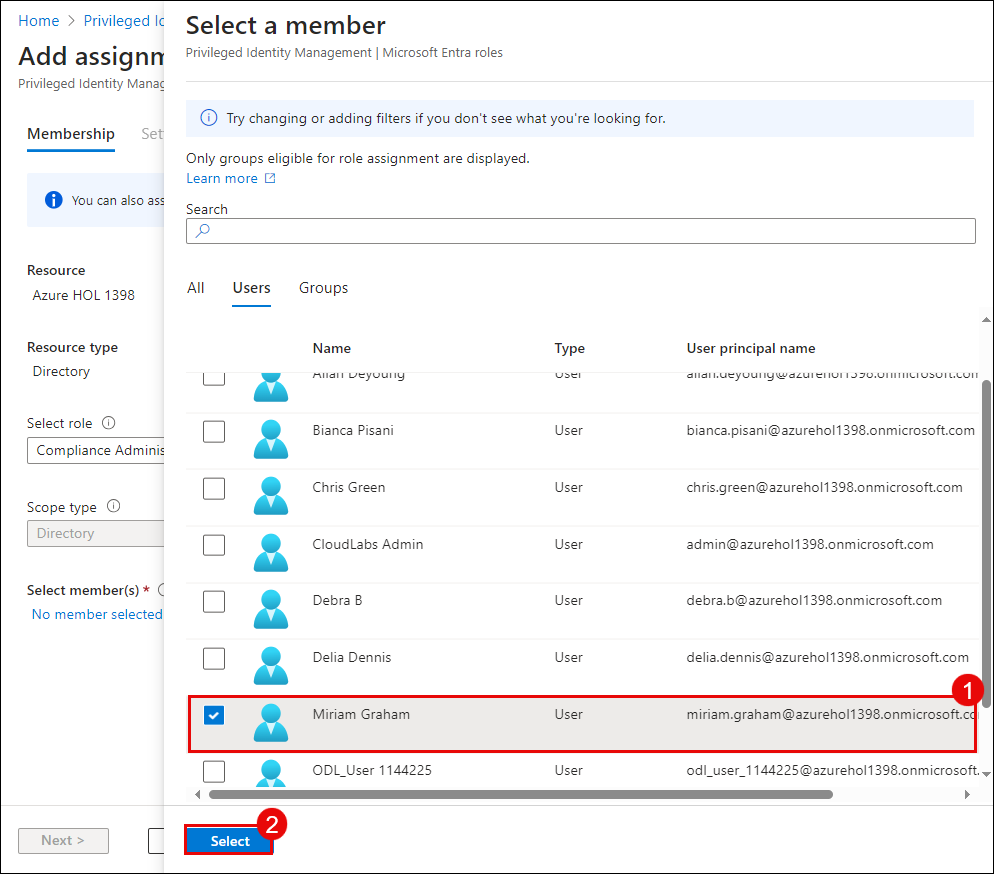 Home > Privileged Id
Add assignm
Privileged Identity Manag
Membership Set
You can also ass
Resource
Azure HOL 1398
Resource type
Directory
Select role
Compliance Adminis
Scope type
Directory
Select member(s) *
No member selected
Next >
Select a member
Privileged Identity Management | Microsoft Entra roles
Try changing or adding filters if you don't see what you're looking for.
Only groups eligible for role assignment are displayed.
Learn more
Search
All Users Groups
Name Type User principal name
Allan Deyoung User allan.deyoung@azurehol1398.onmicrosoft.com
Bianca Pisani User bianca.pisani@azurehol1398.onmicrosoft.com
Chris Green User chris.green@azurehol1398.onmicrosoft.com
CloudLabs Admin User admin@azurehol1398.onmicrosoft.com
Debra B User debra.b@azurehol1398.onmicrosoft.com
Delia Dennis User delia.dennis@azurehol1398.onmicrosoft.com
1
Miriam Graham User miriam.graham@azurehol1398.onmicrosoft.co
ODL_User 1144225 User odl_user_1144225@azurehol1398.onmicrosoft.
2
Select